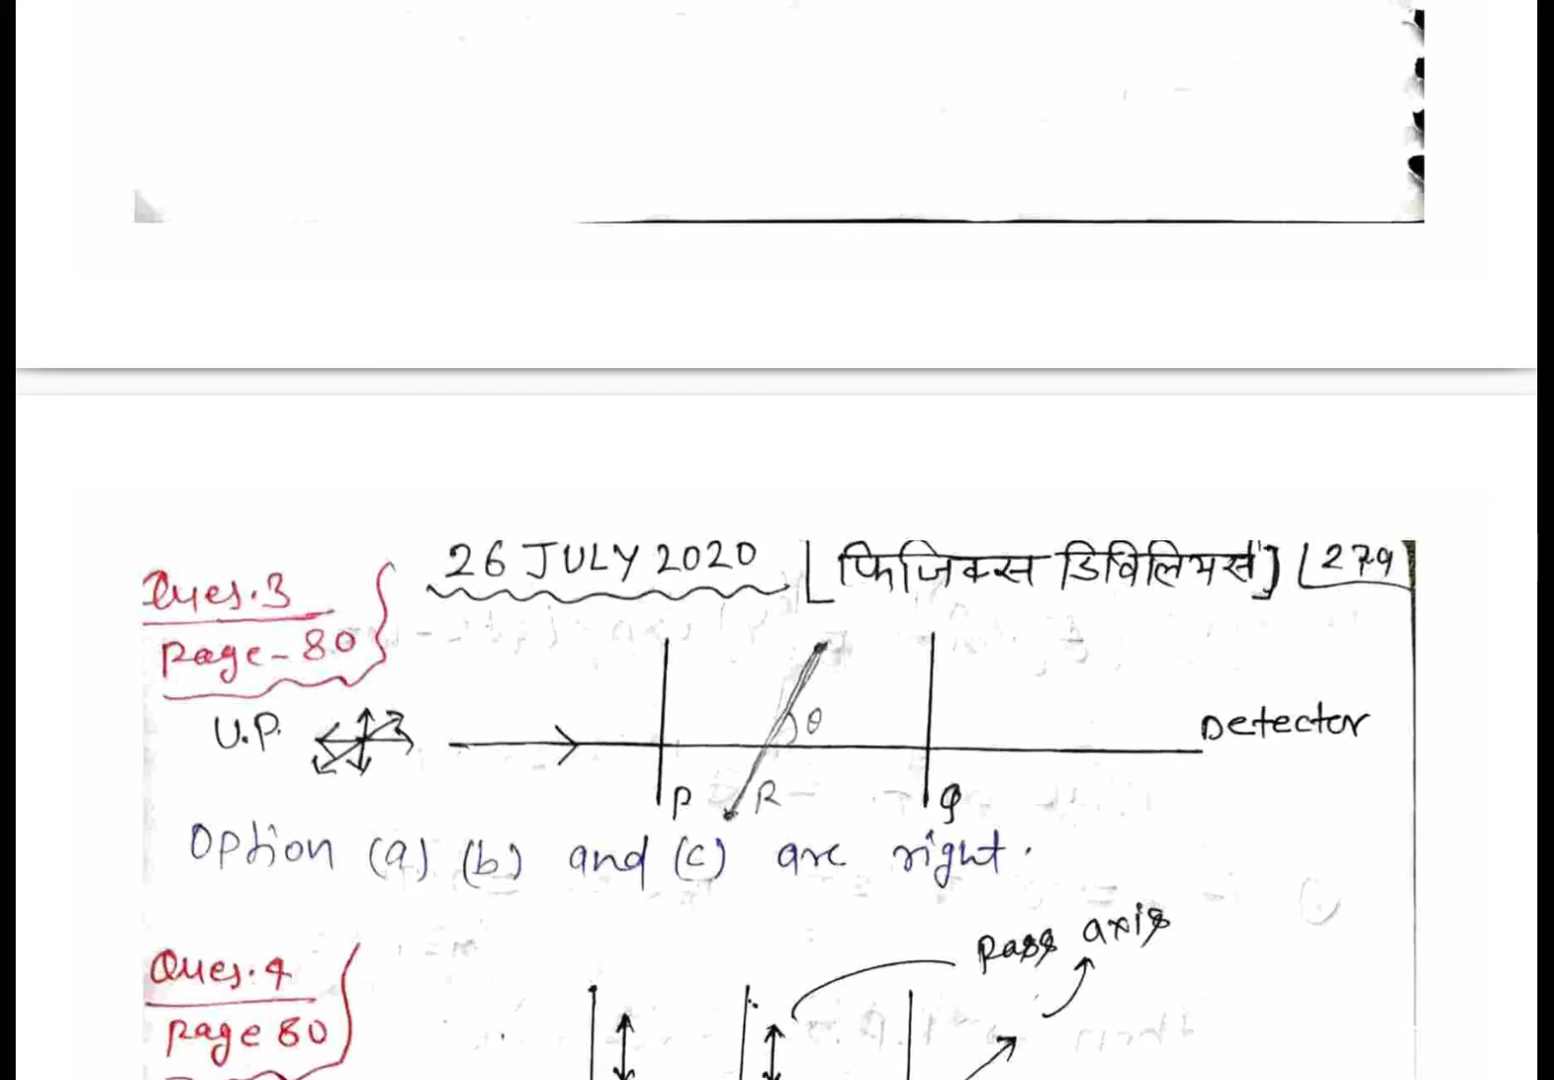 26 JULY 2020 [फिजिक्स डिविलियर्स] [279
Ques.3
page-80
U.P.
θ
Detector
P R Q
Option (a) (b) and (c) are right.
pass axis
Ques.4
page 80